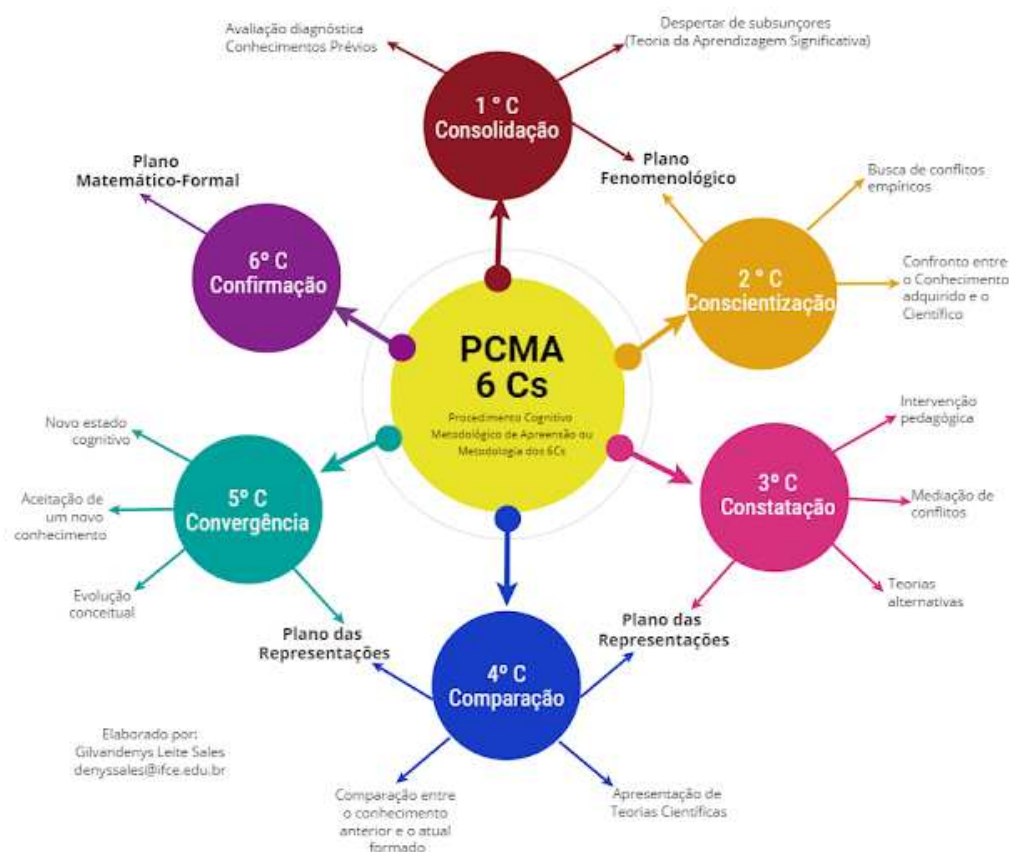 Avaliação diagnóstica
Conhecimentos Prévios
Despertar de subsunçores
(Teoria da Aprendizagem Significativa)
1 ° C
Consolidação
Plano
Matemático-Formal
Plano
Fenomenológico
Busca de conflitos
empíricos
6º C
Confirmação
2 ° C
Conscientização
Confronto entre
o Conhecimento
adquirido e o
Científico
PCMA
6 Cs
Procedimento Cognitivo
Metodológico de Apreensão ou
Metodologia dos 6Cs
Novo estado
cognitivo
Intervenção
pedagógica
5º C
Convergência
3º C
Constatação
Aceitação de
um novo
conhecimento
Mediação de
conflitos
Evolução
conceitual
Teorias
alternativas
Plano das
Representações
Plano das
Representações
4º C
Comparação
Elaborado por:
Gilvandenys Leite Sales
denyssales@ifce.edu.br
Comparação entre
o conhecimento
anterior e o atual
formado
Apresentação de
Teorias Científicas